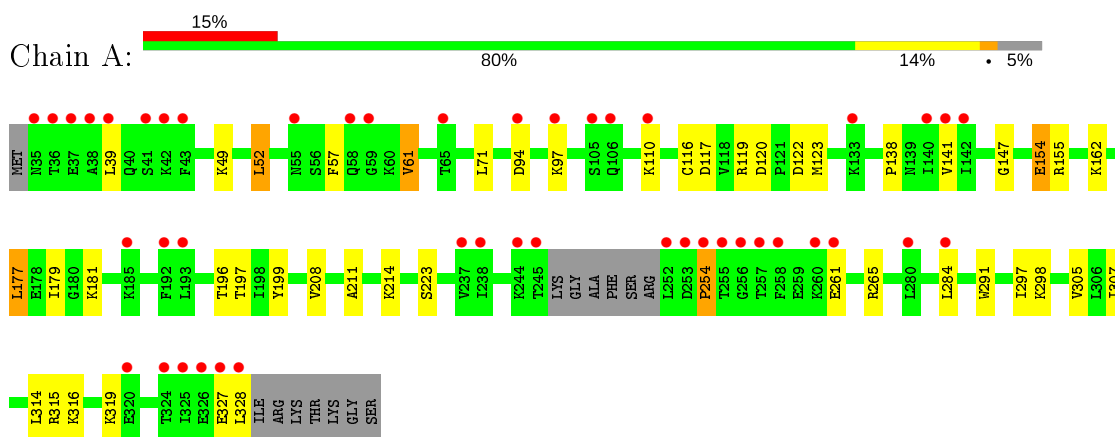 15%
Chain A:
80% 14% • 5%
MET N35 T36 E37 A38 L39 Q40 S41 K42 F43 K49 L52 N55 S56 F57 Q58 G59 K60 V61 T65 L71 D94 K97 S105 Q106 K110 C116 D117 V118 R119 D120 P121 D122 M123 K133 P138 N139 I140 V141 I142 G147 E154 R155 K162
L177 E178 I179 G180 K181 K185 F192 L193 T196 T197 I198 Y199 V208 A211 K214 S223 V237 I238 K244 T245 LYS GLY ALA PHE SER ARG L252 D253 P254 T255 G256 T257 F258 E259 K260 E261 R265 L280 L284 W291 I297 K298 V305 L306
L314 R315 K316 K319 E320 T324 I325 E326 E327 L328 ILE ARG LYS THR LYS GLY SER